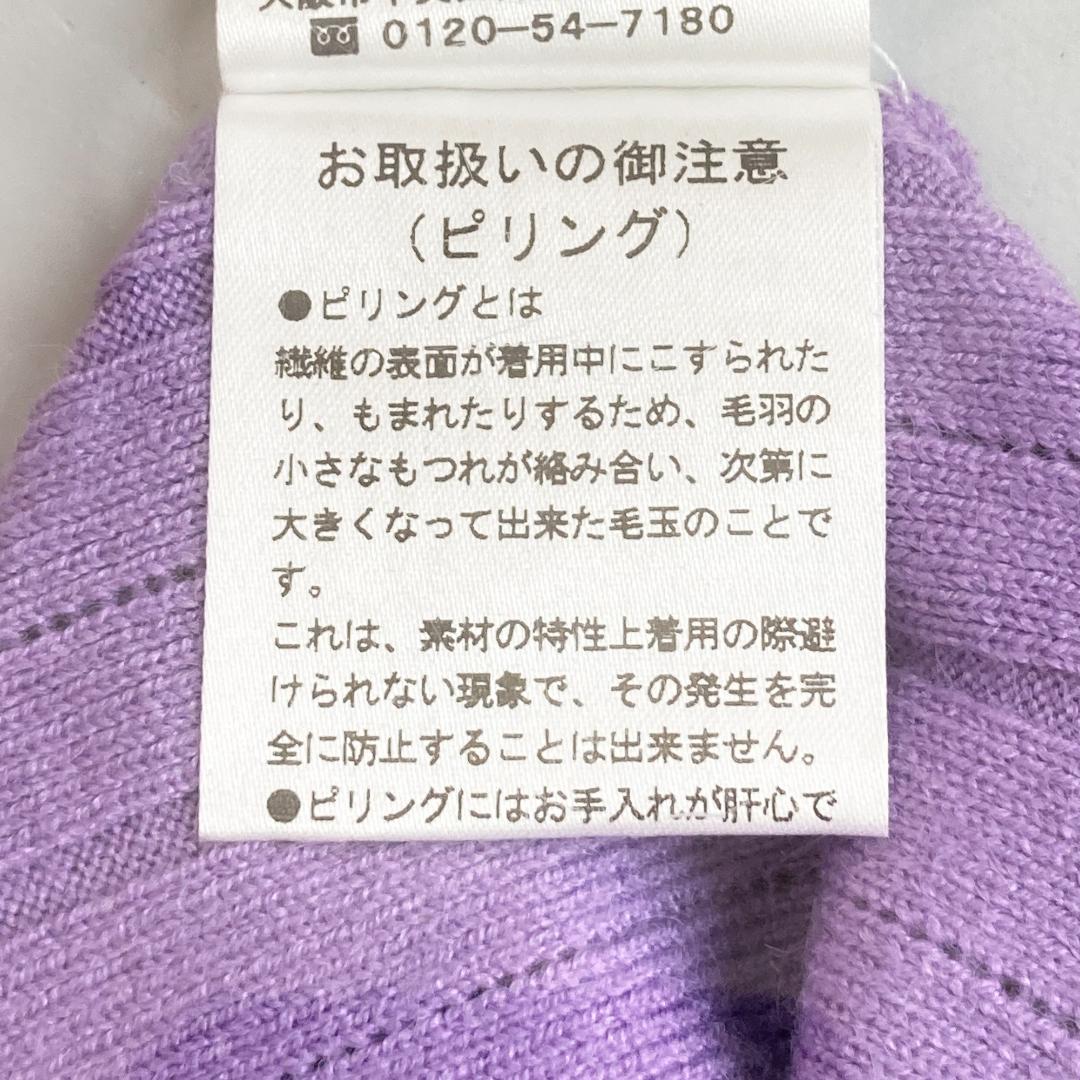 0120-54-7180
お取扱いの御注意
(ピリング)
●ピリングとは
繊維の表面が着用中にこすられた
り、もまれたりするため、毛羽の
小さなもつれが絡み合い、次第に
大きくなって出来た毛玉のことで
す。
これは、素材の特性上着用の際避
けられない現象で、その発生を完
全に防止することは出来ません。
●ピリングにはお手入れが肝心で